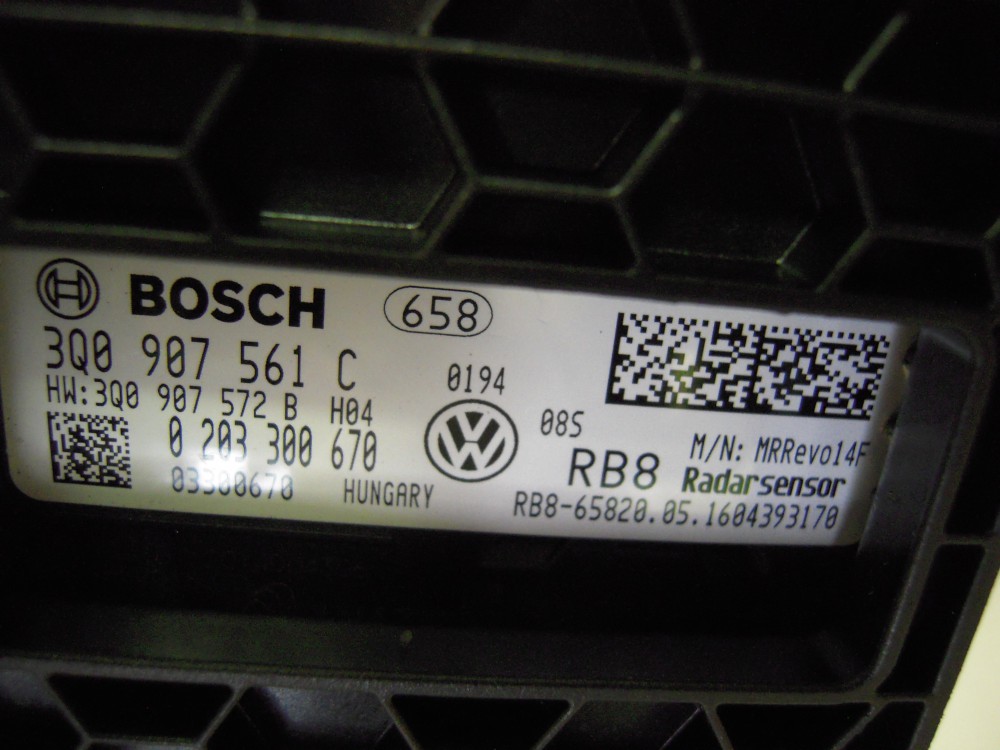 BOSCH 658
3Q0 907 561 C 0194
HW:3Q0 907 572 B H04 08S
0 203 300 670 M/N: MRRevo14F
03300670 HUNGARY RB8 Radarsensor
RB8-65820.05.1604393170